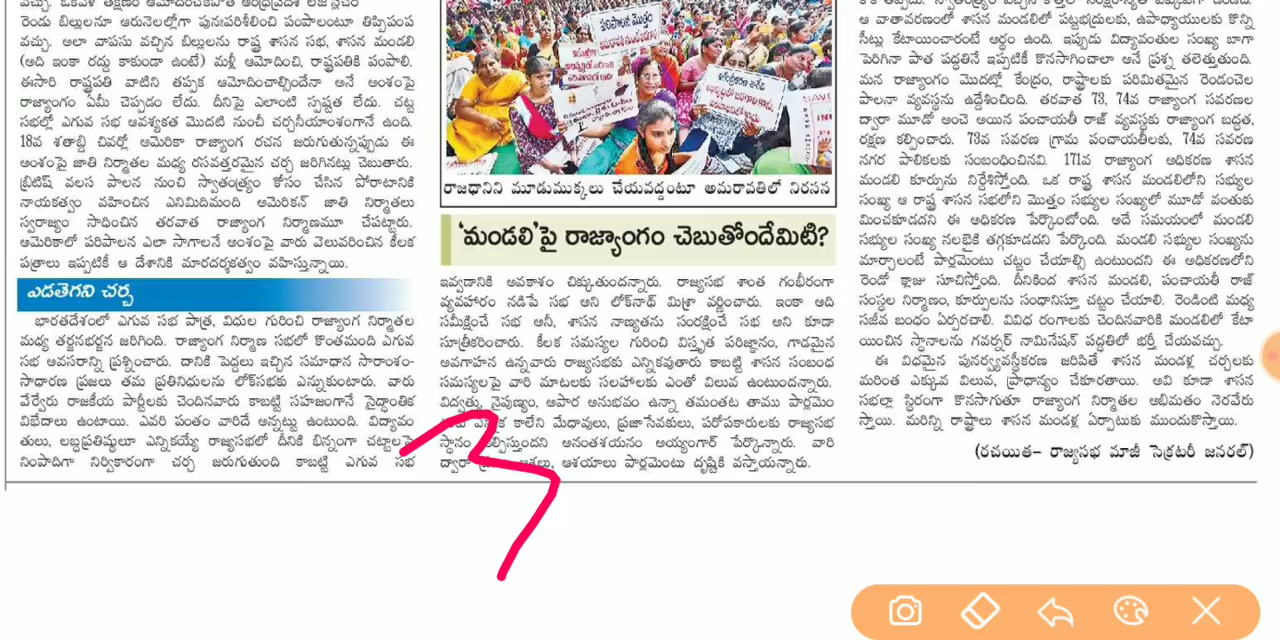 రెండు బిల్లులనూ ఆరునెలల్లోగా పునఃపరిశీలించి పంపాలంటూ తిప్పిపంప
వచ్చు. అలా వాపసు వచ్చిన బిల్లులను రాష్ట్ర శాసన సభ, శాసన మండలి
(అది ఇంకా రద్దు కాకుండా ఉంటే) మళ్లీ ఆమోదించి, రాష్ట్రపతికి పంపాలి.
ఈసారి రాష్ట్రపతి వాటిని తప్పక ఆమోదించాల్సిందేనా అనే అంశంపై
రాజ్యాంగం ఏమీ చెప్పడం లేదు. దీనిపై ఎలాంటి స్పష్టత లేదు. చట్ట
సభల్లో ఎగువ సభ ఆవశ్యకత మొదటి నుంచీ చర్చనీయాంశంగానే ఉంది.
18వ శతాబ్ది చివర్లో అమెరికా రాజ్యాంగ రచన జరుగుతున్నప్పుడు ఈ
అంశంపై జాతి నిర్మాతల మధ్య రసవత్తరమైన చర్చ జరిగినట్లు చెబుతారు.
బ్రిటిష్ వలస పాలన నుంచి స్వాతంత్ర్యం కోసం చేసిన పోరాటానికి
నాయకత్వం వహించిన ఎనిమిదిమంది అమెరికన్ జాతి నిర్మాతలు
స్వరాజ్యం సాధించిన తరవాత రాజ్యాంగ నిర్మాణమూ చేపట్టారు.
అమెరికాలో పరిపాలన ఎలా సాగాలనే అంశంపై వారు వెలువరించిన కీలక
పత్రాలు ఇప్పటికీ ఆ దేశానికి మారదర్శకత్వం వహిస్తున్నాయి.
ఎడతెగని చర్చ
భారతదేశంలో ఎగువ సభ పాత్ర, విధుల గురించి రాజ్యాంగ నిర్మాతల
మధ్య తర్జనభర్జన జరిగింది. రాజ్యాంగ నిర్మాణ సభలో కొంతమంది ఎగువ
సభ అవసరాన్ని ప్రశ్నించారు. దానికి పెద్దలు ఇచ్చిన సమాధాన సారాంశం-
సాధారణ ప్రజలు తమ ప్రతినిధులను లోక్‌సభకు ఎన్నుకుంటారు. వారు
వేర్వేరు రాజకీయ పార్టీలకు చెందినవారు కాబట్టి సహజంగానే సైద్ధాంతిక
విభేదాలు ఉంటాయి. ఎవరి పంతం వారిదే అన్నట్టు ఉంటుంది. విద్యావం
తులు, లబ్ధప్రతిష్ఠులూ ఎన్నికయ్యే రాజ్యసభలో దీనికి భిన్నంగా చట్టాలపై
నింపాదిగా నిర్వికారంగా చర్చ జరుగుతుంది కాబట్టి ఎగువ సభ
రాజధానిని మూడుముక్కలు చేయవద్దంటూ అమరావతిలో నిరసన
‘మండలి’పై రాజ్యాంగం చెబుతోందేమిటి?
ఇవ్వడానికి అవకాశం చిక్కుతుందన్నారు. రాజ్యసభ శాంత గంభీరంగా
వ్యవహారం నడిపే సభ అని లోక్‌నాథ్ మిశ్రా వర్ణించారు. ఇంకా అది
సమీక్షించే సభ అనీ, శాసన నాణ్యతను సంరక్షించే సభ అని కూడా
సూత్రీకరించారు. కీలక సమస్యల గురించి విస్తృత పరిజ్ఞానం, గాడమైన
అవగాహన ఉన్నవారు రాజ్యసభకు ఎన్నికవుతారు కాబట్టి శాసన సంబంధ
సమస్యలపై వారి మాటలకు సలహాలకు ఎంతో విలువ ఉంటుందన్నారు.
విద్వత్తు, నైపుణ్యం, అపార అనుభవం ఉన్నా తమంతట తాము పార్లమెం
కాలేని మేధావులు, ప్రజాసేవకులు, పరోపకారులకు రాజ్యసభ
స్థానం కల్పిస్తుందని అనంతశయనం అయ్యంగార్ పేర్కొన్నారు. వారి
ద్వారా ఆశలు, ఆశయాలు పార్లమెంటు దృష్టికి వస్తాయన్నారు.
ఆ వాతావరణంలో శాసన మండలిలో పట్టభద్రులకు, ఉపాధ్యాయులకు కొన్ని
సీట్లు కేటాయించారంటే అర్థం ఉంది. ఇప్పుడు విద్యావంతుల సంఖ్య బాగా
పెరిగినా పాత పద్ధతినే ఇప్పటికీ కొనసాగించాలా అనే ప్రశ్న తలెత్తుతుంది.
మన రాజ్యాంగం మొదట్లో కేంద్రం, రాష్ట్రాలకు పరిమితమైన రెండంచెల
పాలనా వ్యవస్థను ఉద్దేశించింది. తరవాత 73, 74వ రాజ్యాంగ సవరణల
ద్వారా మూడో అంచె అయిన పంచాయతీ రాజ్ వ్యవస్థకు రాజ్యాంగ బద్ధత,
రక్షణ కల్పించారు. 73వ సవరణ గ్రామ పంచాయతీలకు, 74వ సవరణ
నగర పాలికలకు సంబంధించినవి. 171వ రాజ్యాంగ అధికరణ శాసన
మండలి కూర్పును నిర్దేశిస్తోంది. ఒక రాష్ట్ర శాసన మండలిలోని సభ్యుల
సంఖ్య ఆ రాష్ట్ర శాసన సభలోని మొత్తం సభ్యుల సంఖ్యలో మూడో వంతుకు
మించకూడదని ఈ అధికరణ పేర్కొంటోంది. అదే సమయంలో మండలి
సభ్యుల సంఖ్య నలభైకి తగ్గకూడదని పేర్కొంది. మండలి సభ్యుల సంఖ్యను
మార్చాలంటే పార్లమెంటు చట్టం చేయాల్సి ఉంటుందని ఈ అధికరణలోని
రెండో క్లాజు సూచిస్తోంది. దీనికింద శాసన మండలి, పంచాయతీ రాజ్
సంస్థల నిర్మాణం, కూర్పులను సంధానిస్తూ చట్టం చేయాలి. రెండింటి మధ్య
సజీవ బంధం ఏర్పరచాలి. వివిధ రంగాలకు చెందినవారికి మండలిలో కేటా
యించిన స్థానాలను గవర్నర్ నామినేషన్ పద్ధతిలో భర్తీ చేయవచ్చు.
ఈ విధమైన పునర్వ్యవస్థీకరణ జరిపితే శాసన మండళ్ల చర్చలకు
మరింత ఎక్కువ విలువ, ప్రాధాన్యం చేకూరతాయి. అవి కూడా శాసన
సభల్లా స్థిరంగా కొనసాగుతూ రాజ్యాంగ నిర్మాతల అభిమతం నెరవేరు
స్తాయి. మరిన్ని రాష్ట్రాలు శాసన మండళ్ల ఏర్పాటుకు ముందుకొస్తాయి.
(రచయిత- రాజ్యసభ మాజీ సెక్రటరీ జనరల్)